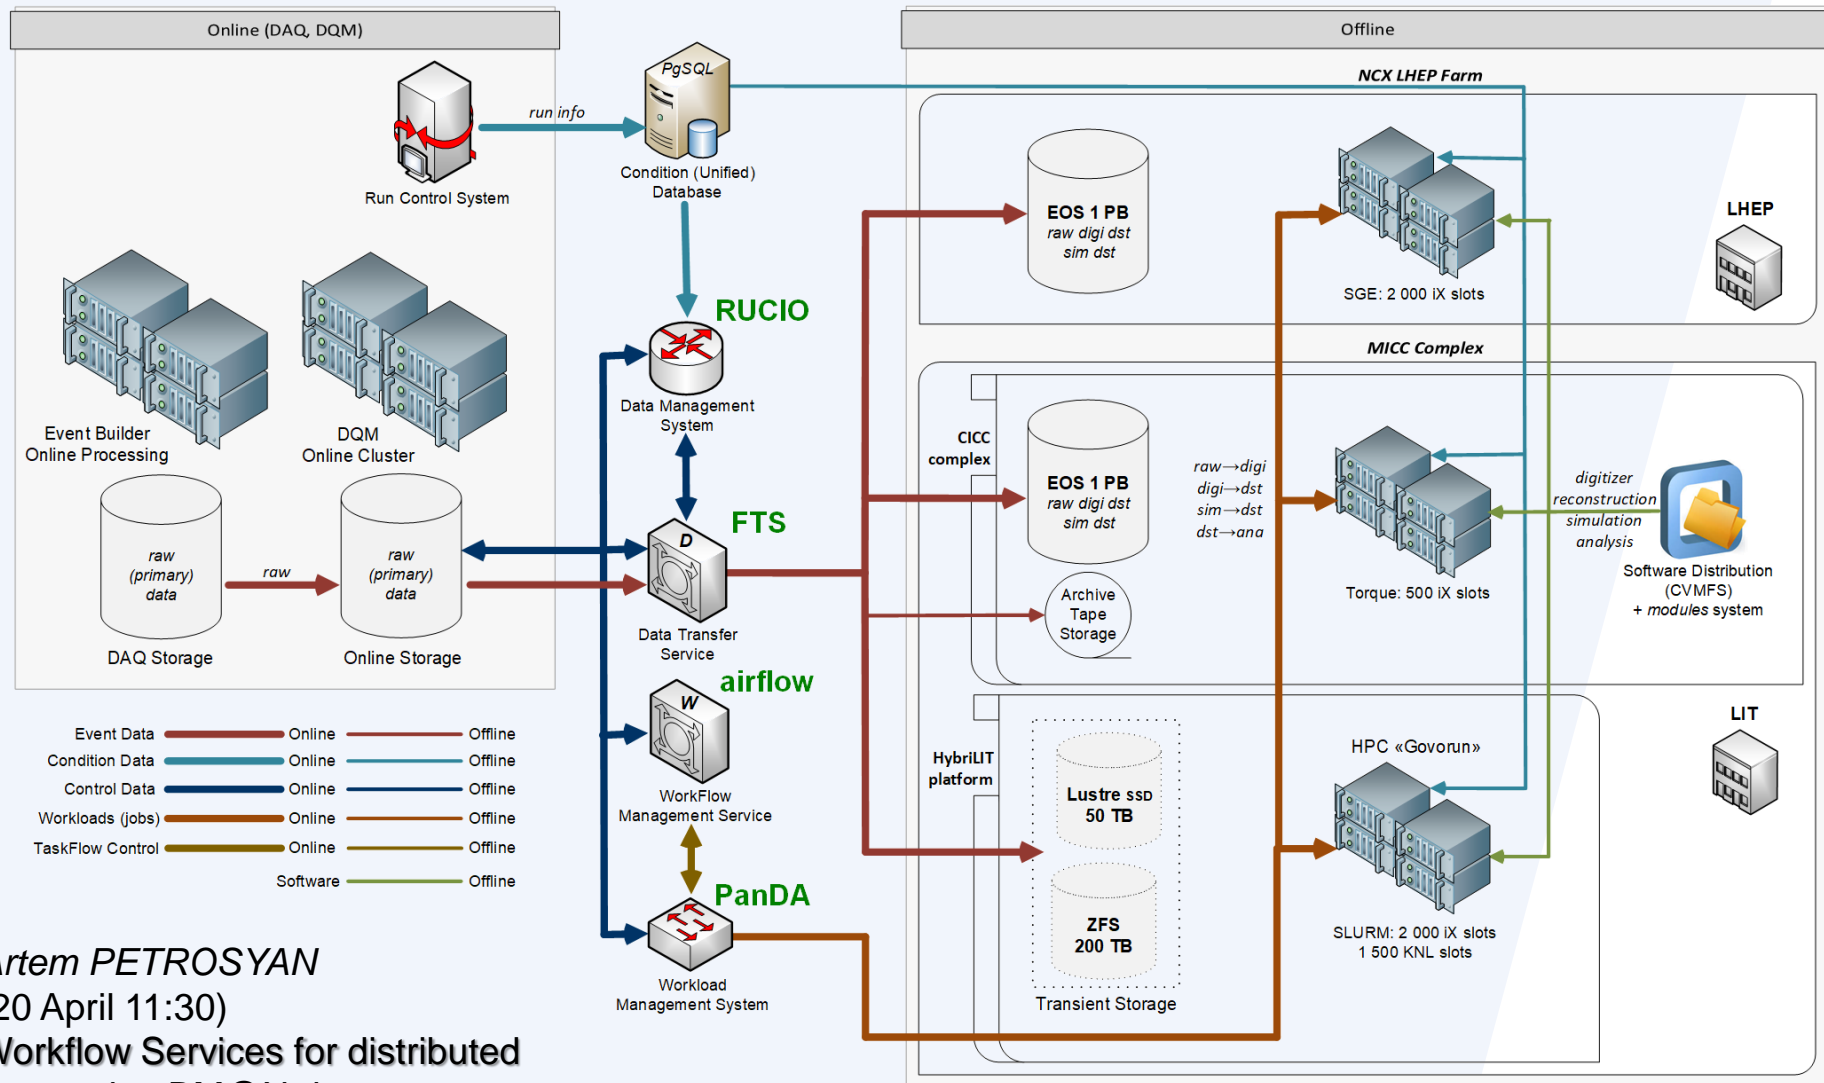 Online (DAQ, DQM)
Offline
PgSQL
run info
Run Control System
Condition (Unified)
Database
NCX LHEP Farm
EOS 1 PB
raw digi dst
sim dst
SGE: 2 000 iX slots
LHEP
RUCIO
Data Management
System
Event Builder
Online Processing
DQM
Online Cluster
MICC Complex
CICC
complex
EOS 1 PB
raw digi dst
sim dst
raw→digi
digi→dst
sim→dst
dst→ana
digitizer
reconstruction
simulation
analysis
Torque: 500 iX slots
Software Distribution
(CVMFS)
+ modules system
FTS
D
Data Transfer
Service
raw
(primary)
data
raw
raw
(primary)
data
DAQ Storage
Online Storage
Archive
Tape
Storage
airflow
W
WorkFlow
Management Service
Event Data Online Offline
Condition Data Online Offline
Control Data Online Offline
Workloads (jobs) Online Offline
TaskFlow Control Online Offline
Software Offline
HybriLIT
platform
Lustre SSD
50 TB
ZFS
200 TB
Transient Storage
HPC «Govorun»
SLURM: 2 000 iX slots
1 500 KNL slots
LIT
PanDA
Workload
Management System
Artem PETROSYAN
20 April 11:30)
Workflow Services for distributed